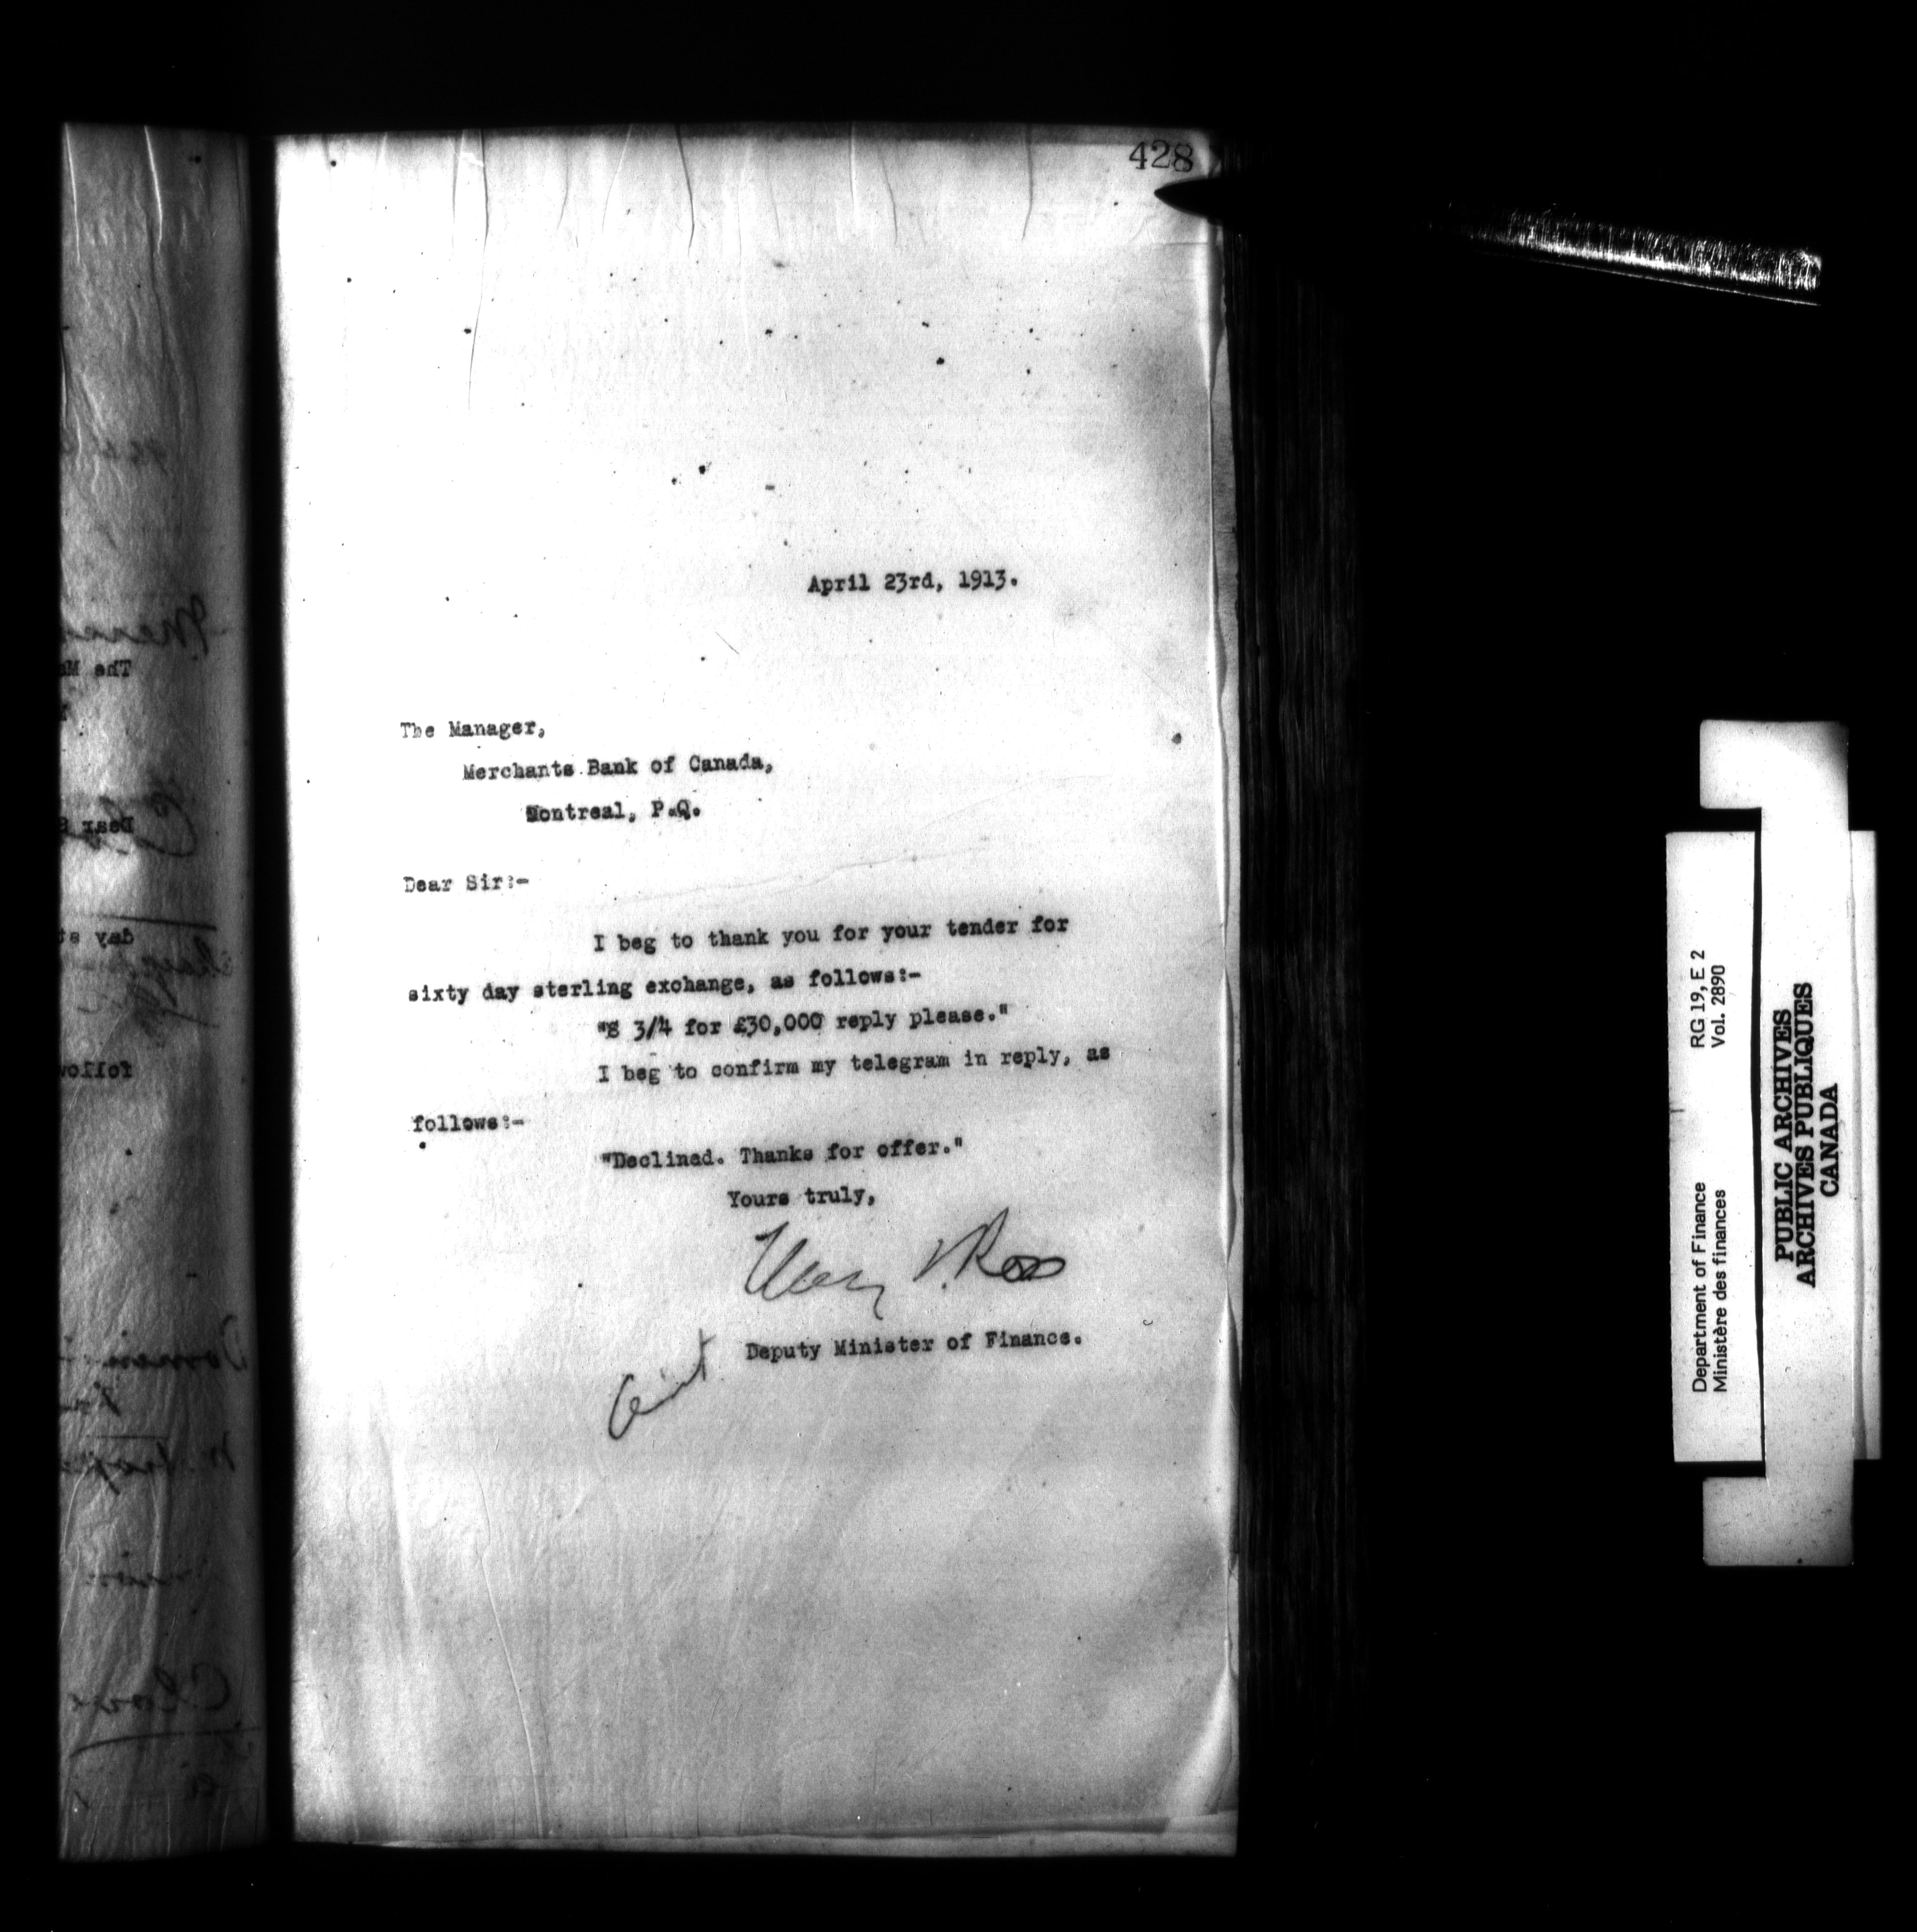 428
April 23rd, 1913.
The Manager,
Merchants Bank of Canada,
Montreal, P.Q.
Dear Sir:-
I beg to thank you for your tender for
sixty day sterling exchange, as follows:-
"8 3/4 for £30,000 reply please."
I beg to confirm my telegram in reply, as
follows:-
"Declined. Thanks for offer."
Yours truly,
Ross
Deputy Minister of Finance.
Department of Finance RG 19, E 2
Ministère des finances Vol. 2890
PUBLIC ARCHIVES
ARCHIVES PUBLIQUES
CANADA